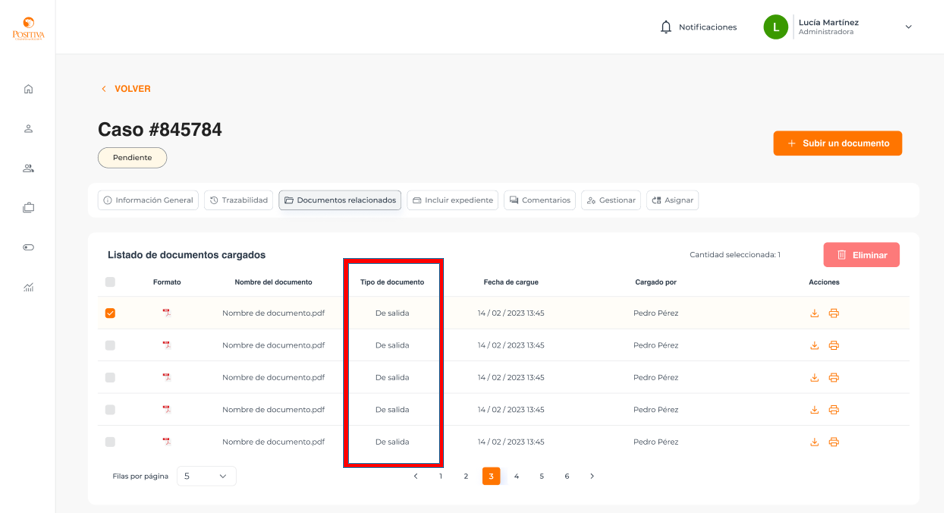 POSITIVA
Notificaciones
L
Lucía Martínez
Administradora
VOLVER
Caso #845784
Pendiente
+ Subir un documento
Información General
Trazabilidad
Documentos relacionados
Incluir expediente
Comentarios
Gestionar
Asignar
Listado de documentos cargados
Cantidad seleccionada: 1
Eliminar
Formato Nombre del documento Tipo de documento Fecha de cargue Cargado por Acciones
Nombre de documento.pdf De salida 14 / 02 / 2023 13:45 Pedro Pérez
Nombre de documento.pdf De salida 14 / 02 / 2023 13:45 Pedro Pérez
Nombre de documento.pdf De salida 14 / 02 / 2023 13:45 Pedro Pérez
Nombre de documento.pdf De salida 14 / 02 / 2023 13:45 Pedro Pérez
Nombre de documento.pdf De salida 14 / 02 / 2023 13:45 Pedro Pérez
Filas por página 5 < 1 2 3 4 5 6 >